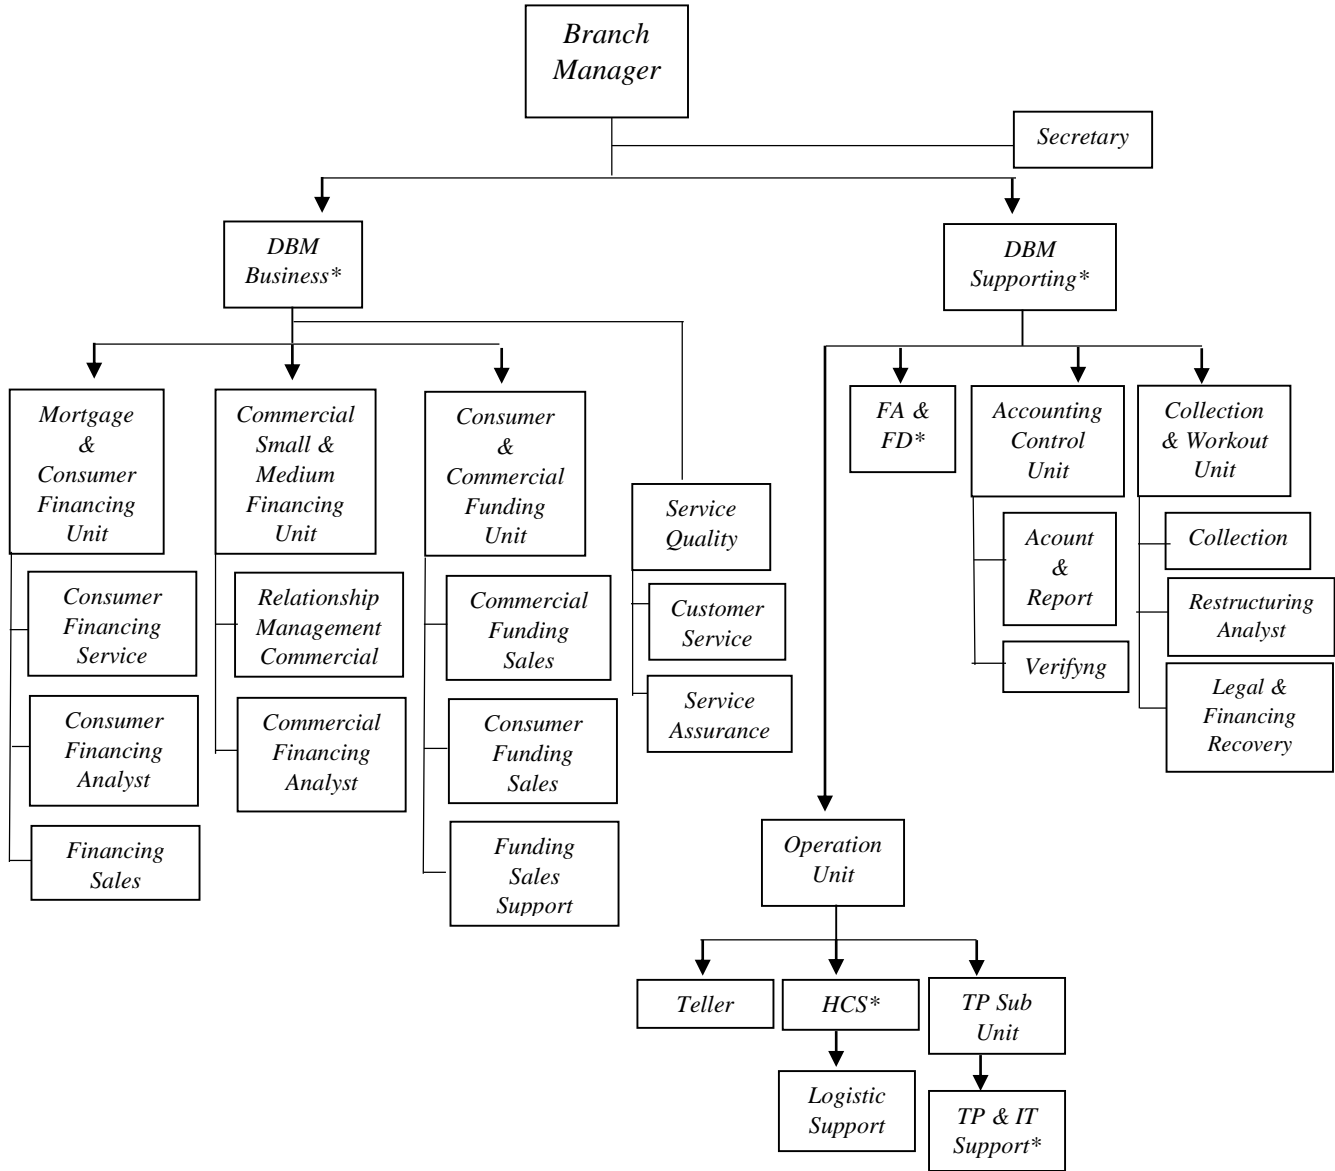 Branch
Manager
Secretary
DBM
Business*
DBM
Supporting*
Mortgage
&
Consumer
Financing
Unit
Commercial
Small &
Medium
Financing
Unit
Consumer
&
Commercial
Funding
Unit
Service
Quality
FA &
FD*
Accounting
Control
Unit
Collection
& Workout
Unit
Consumer
Financing
Service
Consumer
Financing
Analyst
Financing
Sales
Relationship
Management
Commercial
Commercial
Financing
Analyst
Commercial
Funding
Sales
Consumer
Funding
Sales
Funding
Sales
Support
Customer
Service
Service
Assurance
Acount
&
Report
Verifyng
Collection
Restructuring
Analyst
Legal &
Financing
Recovery
Operation
Unit
Teller
HCS*
TP Sub
Unit
Logistic
Support
TP & IT
Support*